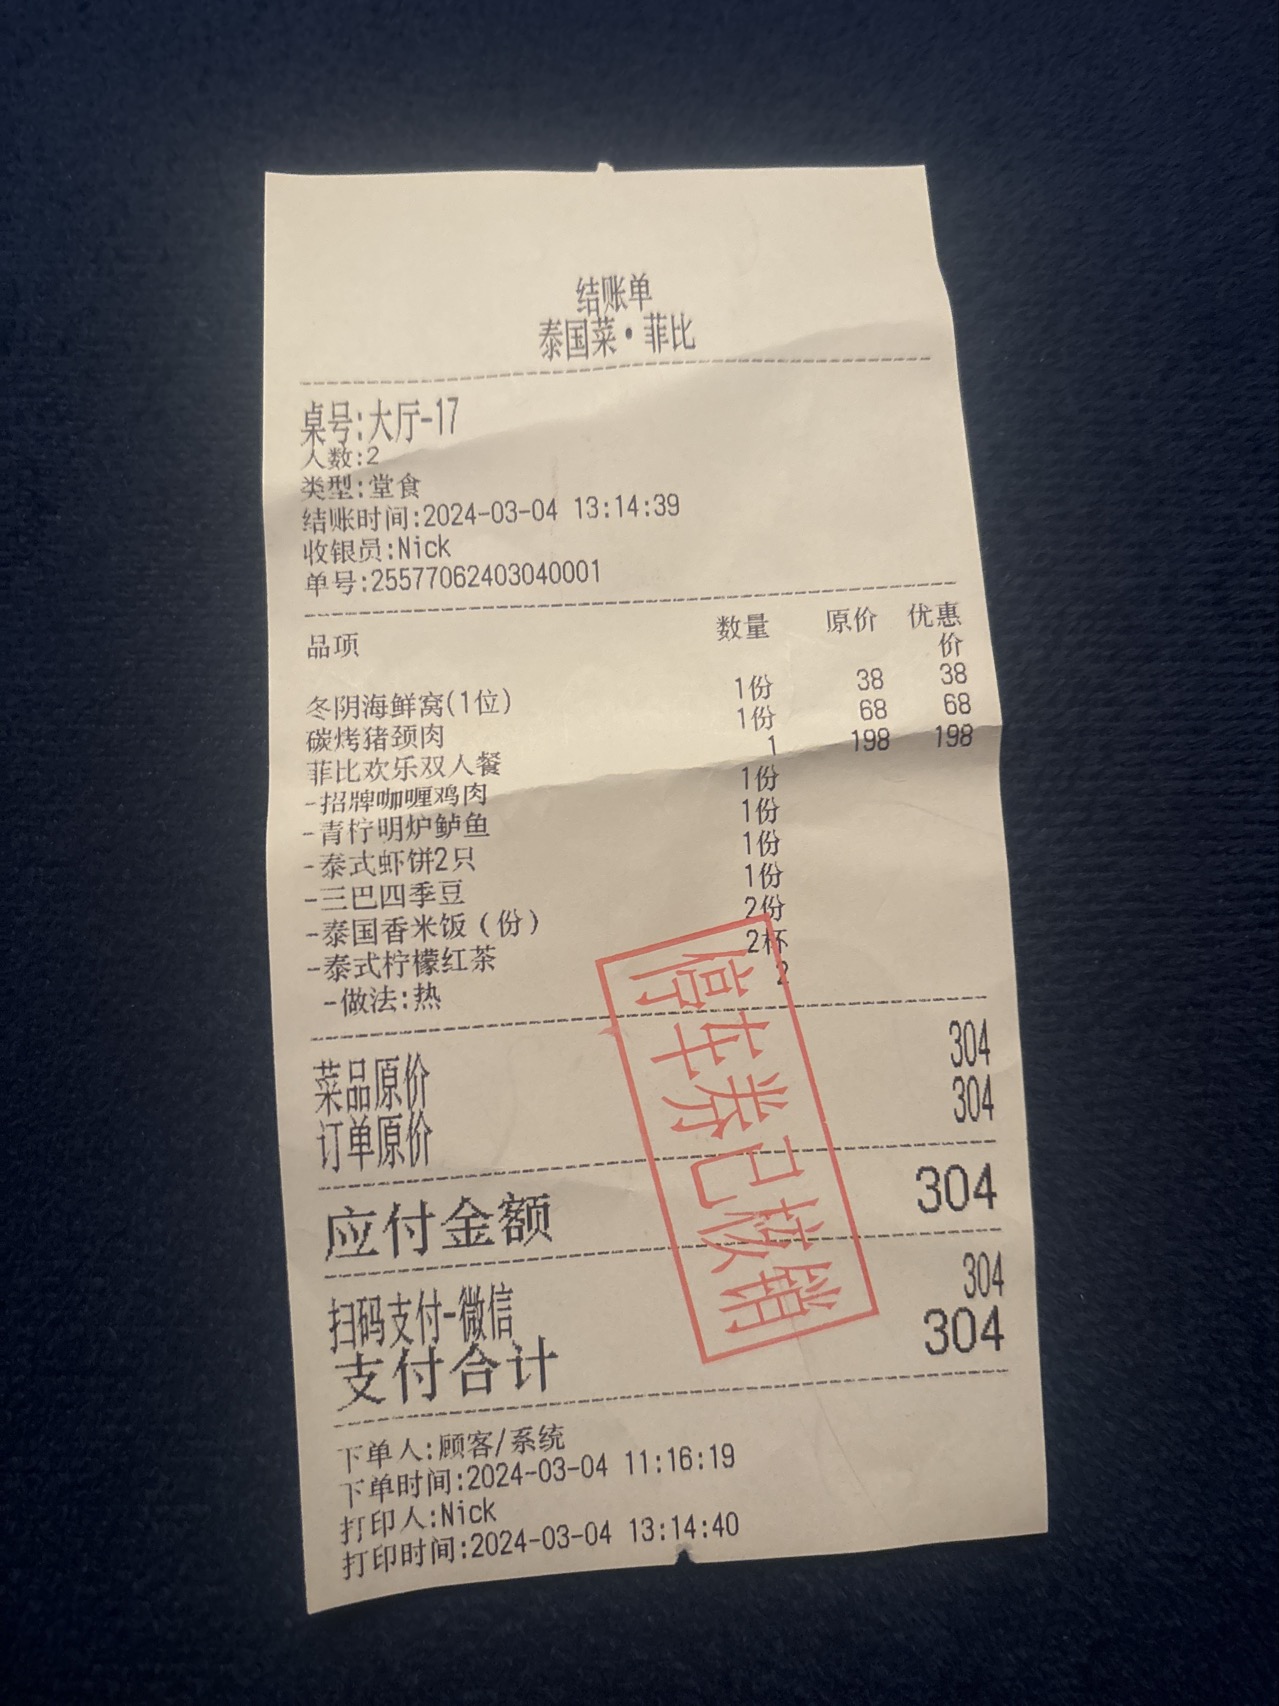 结账单
泰国菜·菲比
桌号:大厅-17
人数:2
类型:堂食
结账时间:2024-03-04 13:14:39
收银员:Nick
单号:25577062403040001
品项 数量 原价 优惠价
冬阴海鲜窝(1位) 1份 38 38
碳烤猪颈肉 1份 68 68
菲比欢乐双人餐 1 198 198
-招牌咖喱鸡肉 1份
-青柠明炉鲈鱼 1份
-泰式虾饼2只 1份
-三巴四季豆 1份
-泰国香米饭(份) 2份
-泰式柠檬红茶 2杯
-做法:热 2
菜品原价 304
订单原价 304
应付金额 304
扫码支付-微信 304
支付合计 304
下单人:顾客/系统
下单时间:2024-03-04 11:16:19
打印人:Nick
打印时间:2024-03-04 13:14:40
停车券已核销